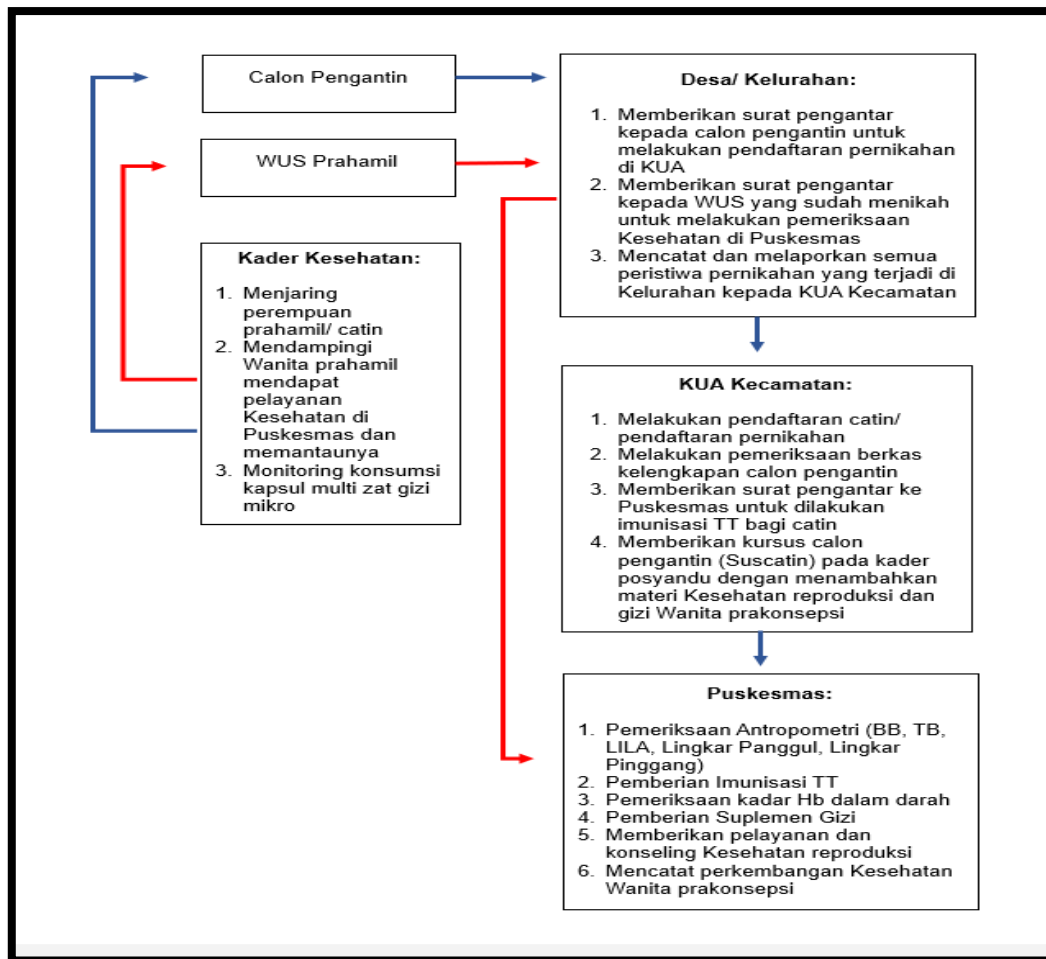 Calon Pengantin
WUS Prahamil
Kader Kesehatan:
1. Menjaring
perempuan
prahamil/ catin
2. Mendampingi
Wanita prahamil
mendapat
pelayanan
Kesehatan di
Puskesmas dan
memantaunya
3. Monitoring konsumsi
kapsul multi zat gizi
mikro
Desa/ Kelurahan:
1. Memberikan surat pengantar
kepada calon pengantin untuk
melakukan pendaftaran pernikahan
di KUA
2. Memberikan surat pengantar
kepada WUS yang sudah menikah
untuk melakukan pemeriksaan
Kesehatan di Puskesmas
3. Mencatat dan melaporkan semua
peristiwa pernikahan yang terjadi di
Kelurahan kepada KUA Kecamatan
KUA Kecamatan:
1. Melakukan pendaftaran catin/
pendaftaran pernikahan
2. Melakukan pemeriksaan berkas
kelengkapan calon pengantin
3. Memberikan surat pengantar ke
Puskesmas untuk dilakukan
imunisasi TT bagi catin
4. Memberikan kursus calon
pengantin (Suscatin) pada kader
posyandu dengan menambahkan
materi Kesehatan reproduksi dan
gizi Wanita prakonsepsi
Puskesmas:
1. Pemeriksaan Antropometri (BB, TB,
LILA, Lingkar Panggul, Lingkar
Pinggang)
2. Pemberian Imunisasi TT
3. Pemeriksaan kadar Hb dalam darah
4. Pemberian Suplemen Gizi
5. Memberikan pelayanan dan
konseling Kesehatan reproduksi
6. Mencatat perkembangan Kesehatan
Wanita prakonsepsi